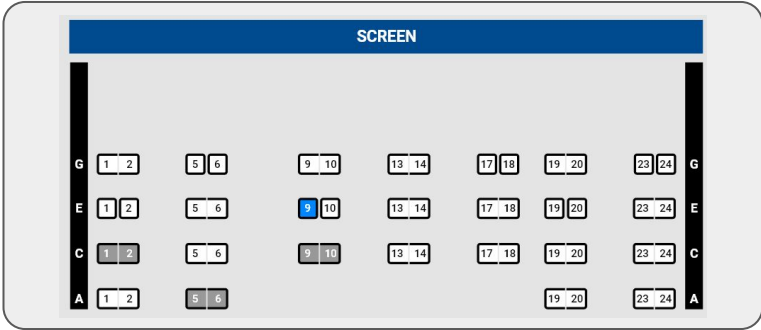 SCREEN
G 1 2 5 6 9 10 13 14 17 18 19 20 23 24 G
E 1 2 5 6 9 10 13 14 17 18 19 20 23 24 E
C 1 2 5 6 9 10 13 14 17 18 19 20 23 24 C
A 1 2 5 6 19 20 23 24 A